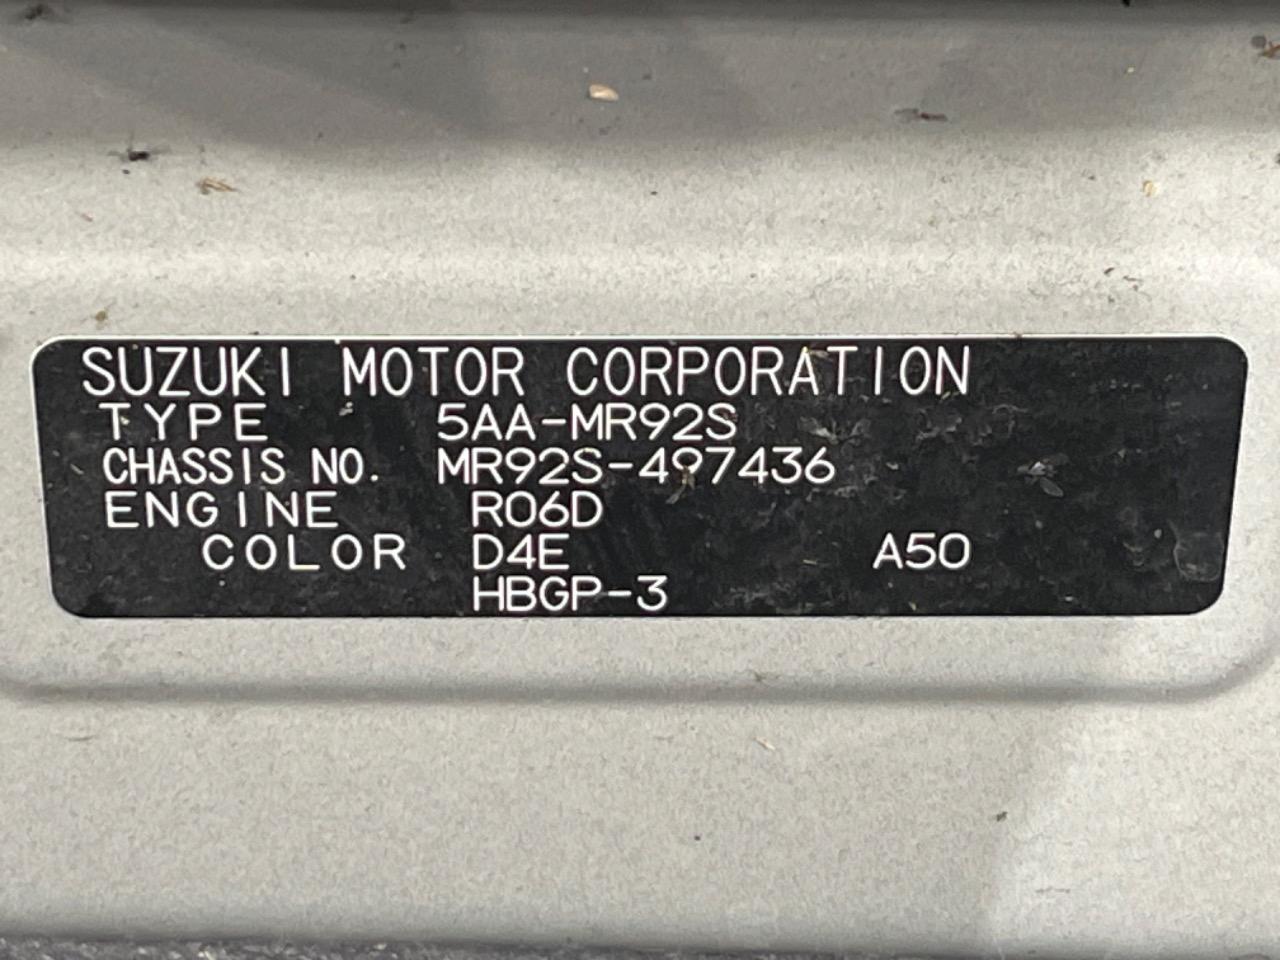 SUZUKI MOTOR CORPORATION
TYPE 5AA-MR92S
CHASSIS NO. MR92S-497436
ENGINE R06D
COLOR D4E A50
HBGP-3